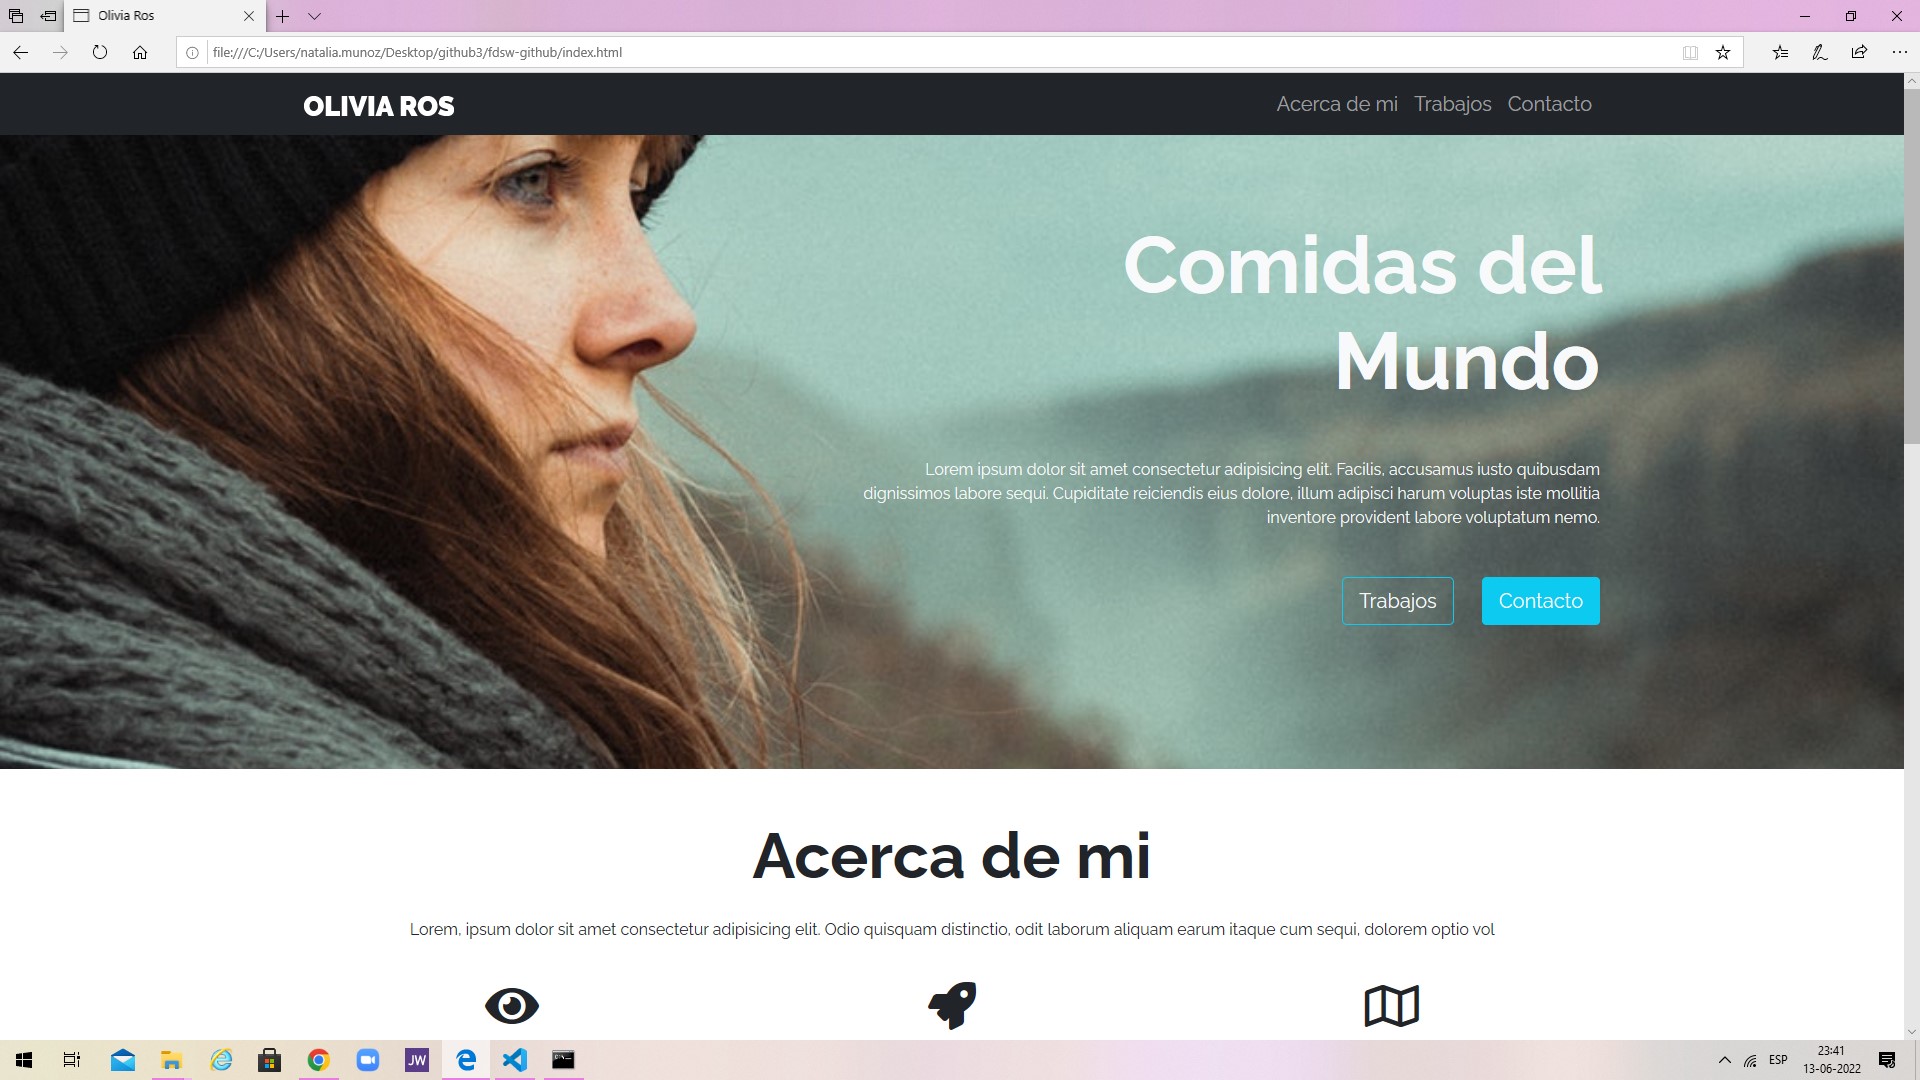 Olivia Ros
file:///C:/Users/natalia.munoz/Desktop/github3/fdsw-github/index.html
OLIVIA ROS
Acerca de mi Trabajos Contacto
Comidas del
Mundo
Lorem ipsum dolor sit amet consectetur adipisicing elit. Facilis, accusamus iusto quibusdam
dignissimos labore sequi. Cupiditate reiciendis eius dolore, illum adipisci harum voluptas iste mollitia
inventore provident labore voluptatum nemo.
Trabajos Contacto
Acerca de mi
Lorem, ipsum dolor sit amet consectetur adipisicing elit. Odio quisquam distinctio, odit laborum aliquam earum itaque cum sequi, dolorem optio vol
JW
ESP
23:41
13-06-2022